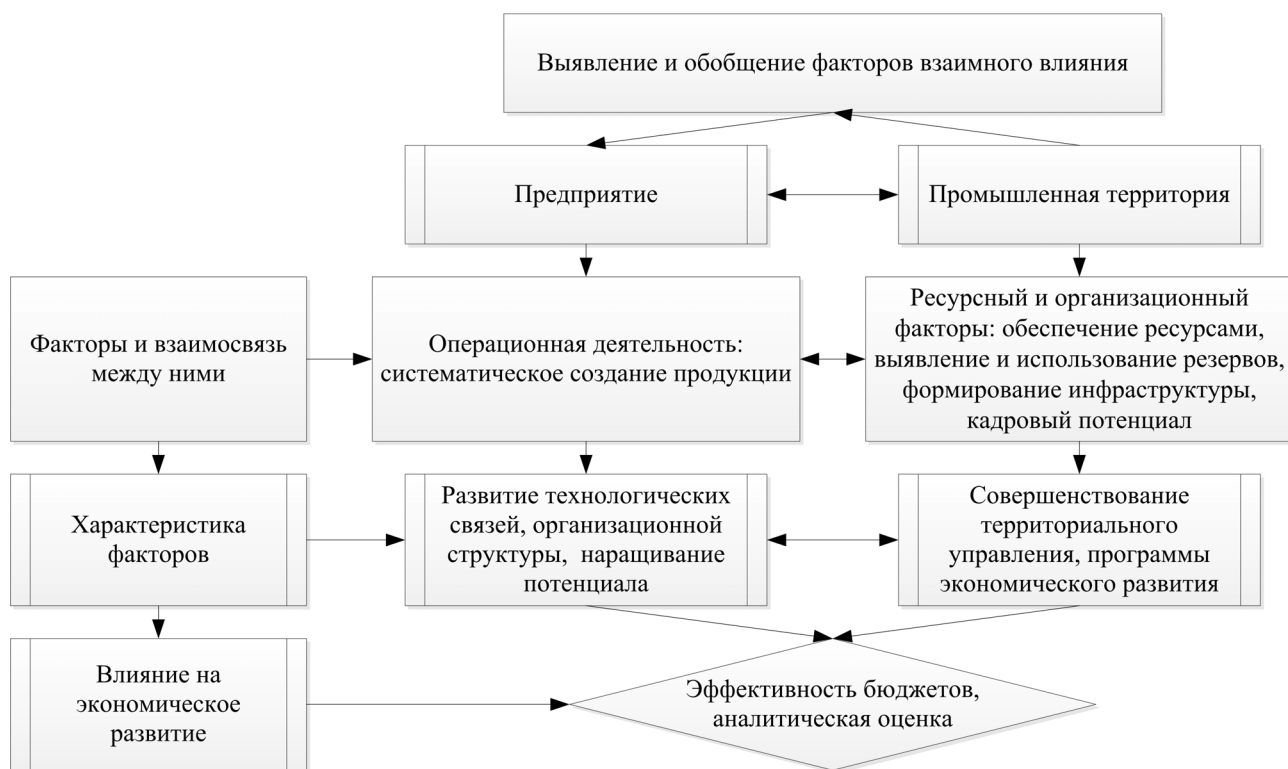 Выявление и обобщение факторов взаимного влияния
Предприятие
Промышленная территория
Факторы и взаимосвязь
между ними
Операционная деятельность:
систематическое создание продукции
Ресурсный и организационный
факторы: обеспечение ресурсами,
выявление и использование резервов,
формирование инфраструктуры,
кадровый потенциал
Характеристика
факторов
Развитие технологических
связей, организационной
структуры,  наращивание
потенциала
Совершенствование
территориального
управления, программы
экономического развития
Влияние на
экономическое
развитие
Эффективность бюджетов,
аналитическая оценка